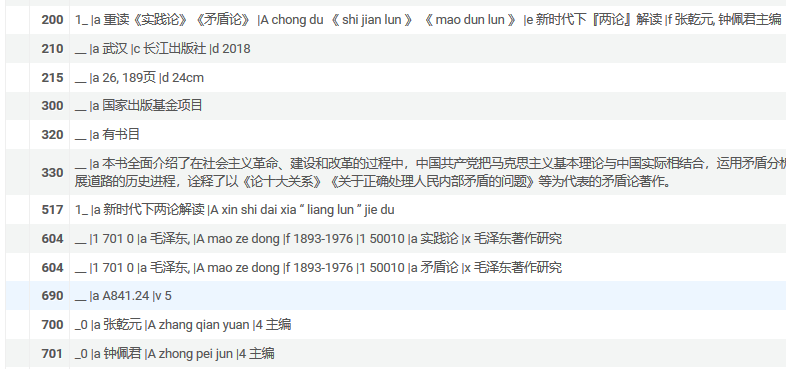 200 1_ |a 重读《实践论》《矛盾论》 |A chong du 《 shi jian lun 》 《 mao dun lun 》 |e 新时代下『两论』解读 |f 张乾元, 钟佩君主编
210 __ |a 武汉 |c 长江出版社 |d 2018
215 __ |a 26, 189页 |d 24cm
300 __ |a 国家出版基金项目
320 __ |a 有书目
330 __ |a 本书全面介绍了在社会主义革命、建设和改革的过程中，中国共产党把马克思主义基本理论与中国实际相结合，运用矛盾分析
展道路的历史进程，诠释了以《论十大关系》《关于正确处理人民内部矛盾的问题》等为代表的矛盾论著作。
517 1_ |a 新时代下两论解读 |A xin shi dai xia “ liang lun ” jie du
604 __ |1 701 0 |a 毛泽东, |A mao ze dong |f 1893-1976 |1 50010 |a 实践论 |x 毛泽东著作研究
604 __ |1 701 0 |a 毛泽东, |A mao ze dong |f 1893-1976 |1 50010 |a 矛盾论 |x 毛泽东著作研究
690 __ |a A841.24 |v 5
700 _0 |a 张乾元 |A zhang qian yuan |4 主编
701 _0 |a 钟佩君 |A zhong pei jun |4 主编